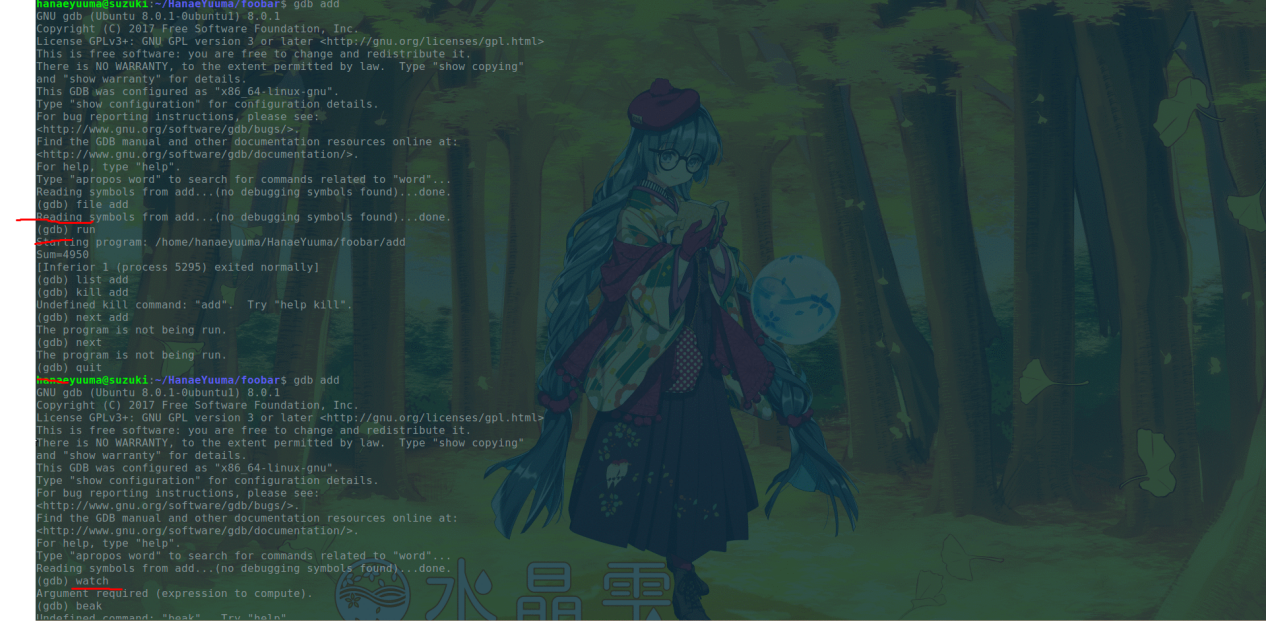 hanaeyuuma@suzuki:~/HanaeYuuma/foobar$ gdb add
GNU gdb (Ubuntu 8.0.1-0ubuntu1) 8.0.1
Copyright (C) 2017 Free Software Foundation, Inc.
License GPLv3+: GNU GPL version 3 or later <http://gnu.org/licenses/gpl.html>
This is free software: you are free to change and redistribute it.
There is NO WARRANTY, to the extent permitted by law.  Type "show copying"
and "show warranty" for details.
This GDB was configured as "x86_64-linux-gnu".
Type "show configuration" for configuration details.
For bug reporting instructions, please see:
<http://www.gnu.org/software/gdb/bugs/>.
Find the GDB manual and other documentation resources online at:
<http://www.gnu.org/software/gdb/documentation/>.
For help, type "help".
Type "apropos word" to search for commands related to "word"...
Reading symbols from add...(no debugging symbols found)...done.
(gdb) file add
Reading symbols from add...(no debugging symbols found)...done.
(gdb) run
Starting program: /home/hanaeyuuma/HanaeYuuma/foobar/add
Sum=4950
[Inferior 1 (process 5295) exited normally]
(gdb) list add
(gdb) kill add
Undefined kill command: "add".  Try "help kill".
(gdb) next add
The program is not being run.
(gdb) next
The program is not being run.
(gdb) quit
hanaeyuuma@suzuki:~/HanaeYuuma/foobar$ gdb add
GNU gdb (Ubuntu 8.0.1-0ubuntu1) 8.0.1
Copyright (C) 2017 Free Software Foundation, Inc.
License GPLv3+: GNU GPL version 3 or later <http://gnu.org/licenses/gpl.html>
This is free software: you are free to change and redistribute it.
There is NO WARRANTY, to the extent permitted by law.  Type "show copying"
and "show warranty" for details.
This GDB was configured as "x86_64-linux-gnu".
Type "show configuration" for configuration details.
For bug reporting instructions, please see:
<http://www.gnu.org/software/gdb/bugs/>.
Find the GDB manual and other documentation resources online at:
<http://www.gnu.org/software/gdb/documentation/>.
For help, type "help".
Type "apropos word" to search for commands related to "word"...
Reading symbols from add...(no debugging symbols found)...done.
(gdb) watch
Argument required (expression to compute).
(gdb) beak
Undefined command: "beak".  Try "help"
水晶雫